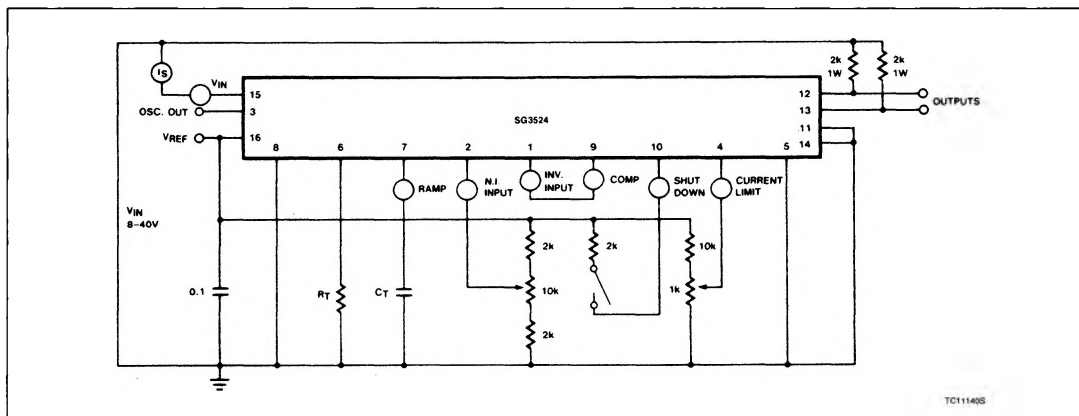 2k
1W
2k
1W
IS
VIN
15
OSC. OUT
3
VREF
16
SG3524
12
13
11
14
OUTPUTS
8
6
7
2
1
9
10
4
5
RAMP
N.I.
INPUT
INV.
INPUT
COMP
SHUT
DOWN
CURRENT
LIMIT
VIN
8–40V
0.1
RT
CT
2k
10k
2k
2k
10k
1k
TC11140S